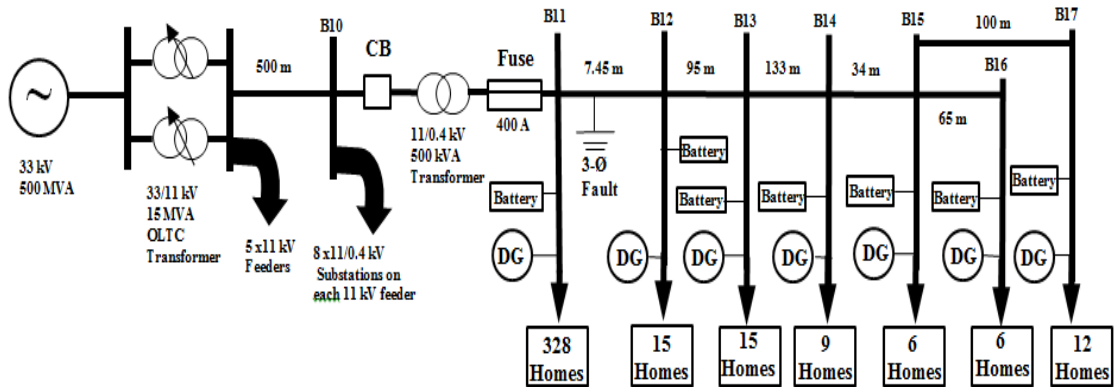 B10
B11
B12
B13
B14
B15
B17
100 m
B16
CB
Fuse
500 m
7.45 m
95 m
133 m
34 m
65 m
400 A
~
33 kV
500 MVA
33/11 kV
15 MVA
OLTC
Transformer
5 x11 kV
Feeders
8 x11/0.4 kV
Substations on
each 11 kV feeder
11/0.4 kV
500 kVA
Transformer
3-Ø
Fault
Battery
Battery
Battery
Battery
Battery
Battery
Battery
DG
DG
DG
DG
DG
DG
DG
328
Homes
15
Homes
15
Homes
9
Homes
6
Homes
6
Homes
12
Homes